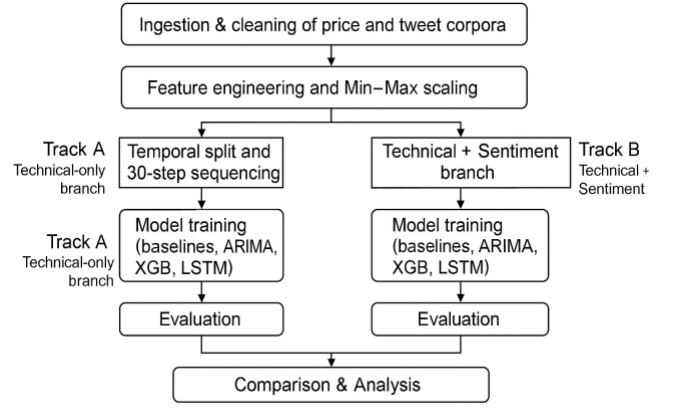 Ingestion & cleaning of price and tweet corpora
Feature engineering and Min–Max scaling
Track A
Technical-only
branch
Temporal split and
30-step sequencing
Technical + Sentiment
branch
Track B
Technical +
Sentiment
Track A
Technical-only
branch
Model training
(baselines, ARIMA,
XGB, LSTM)
Model training
(baselines, ARIMA,
XGB, LSTM)
Evaluation
Evaluation
Comparison & Analysis